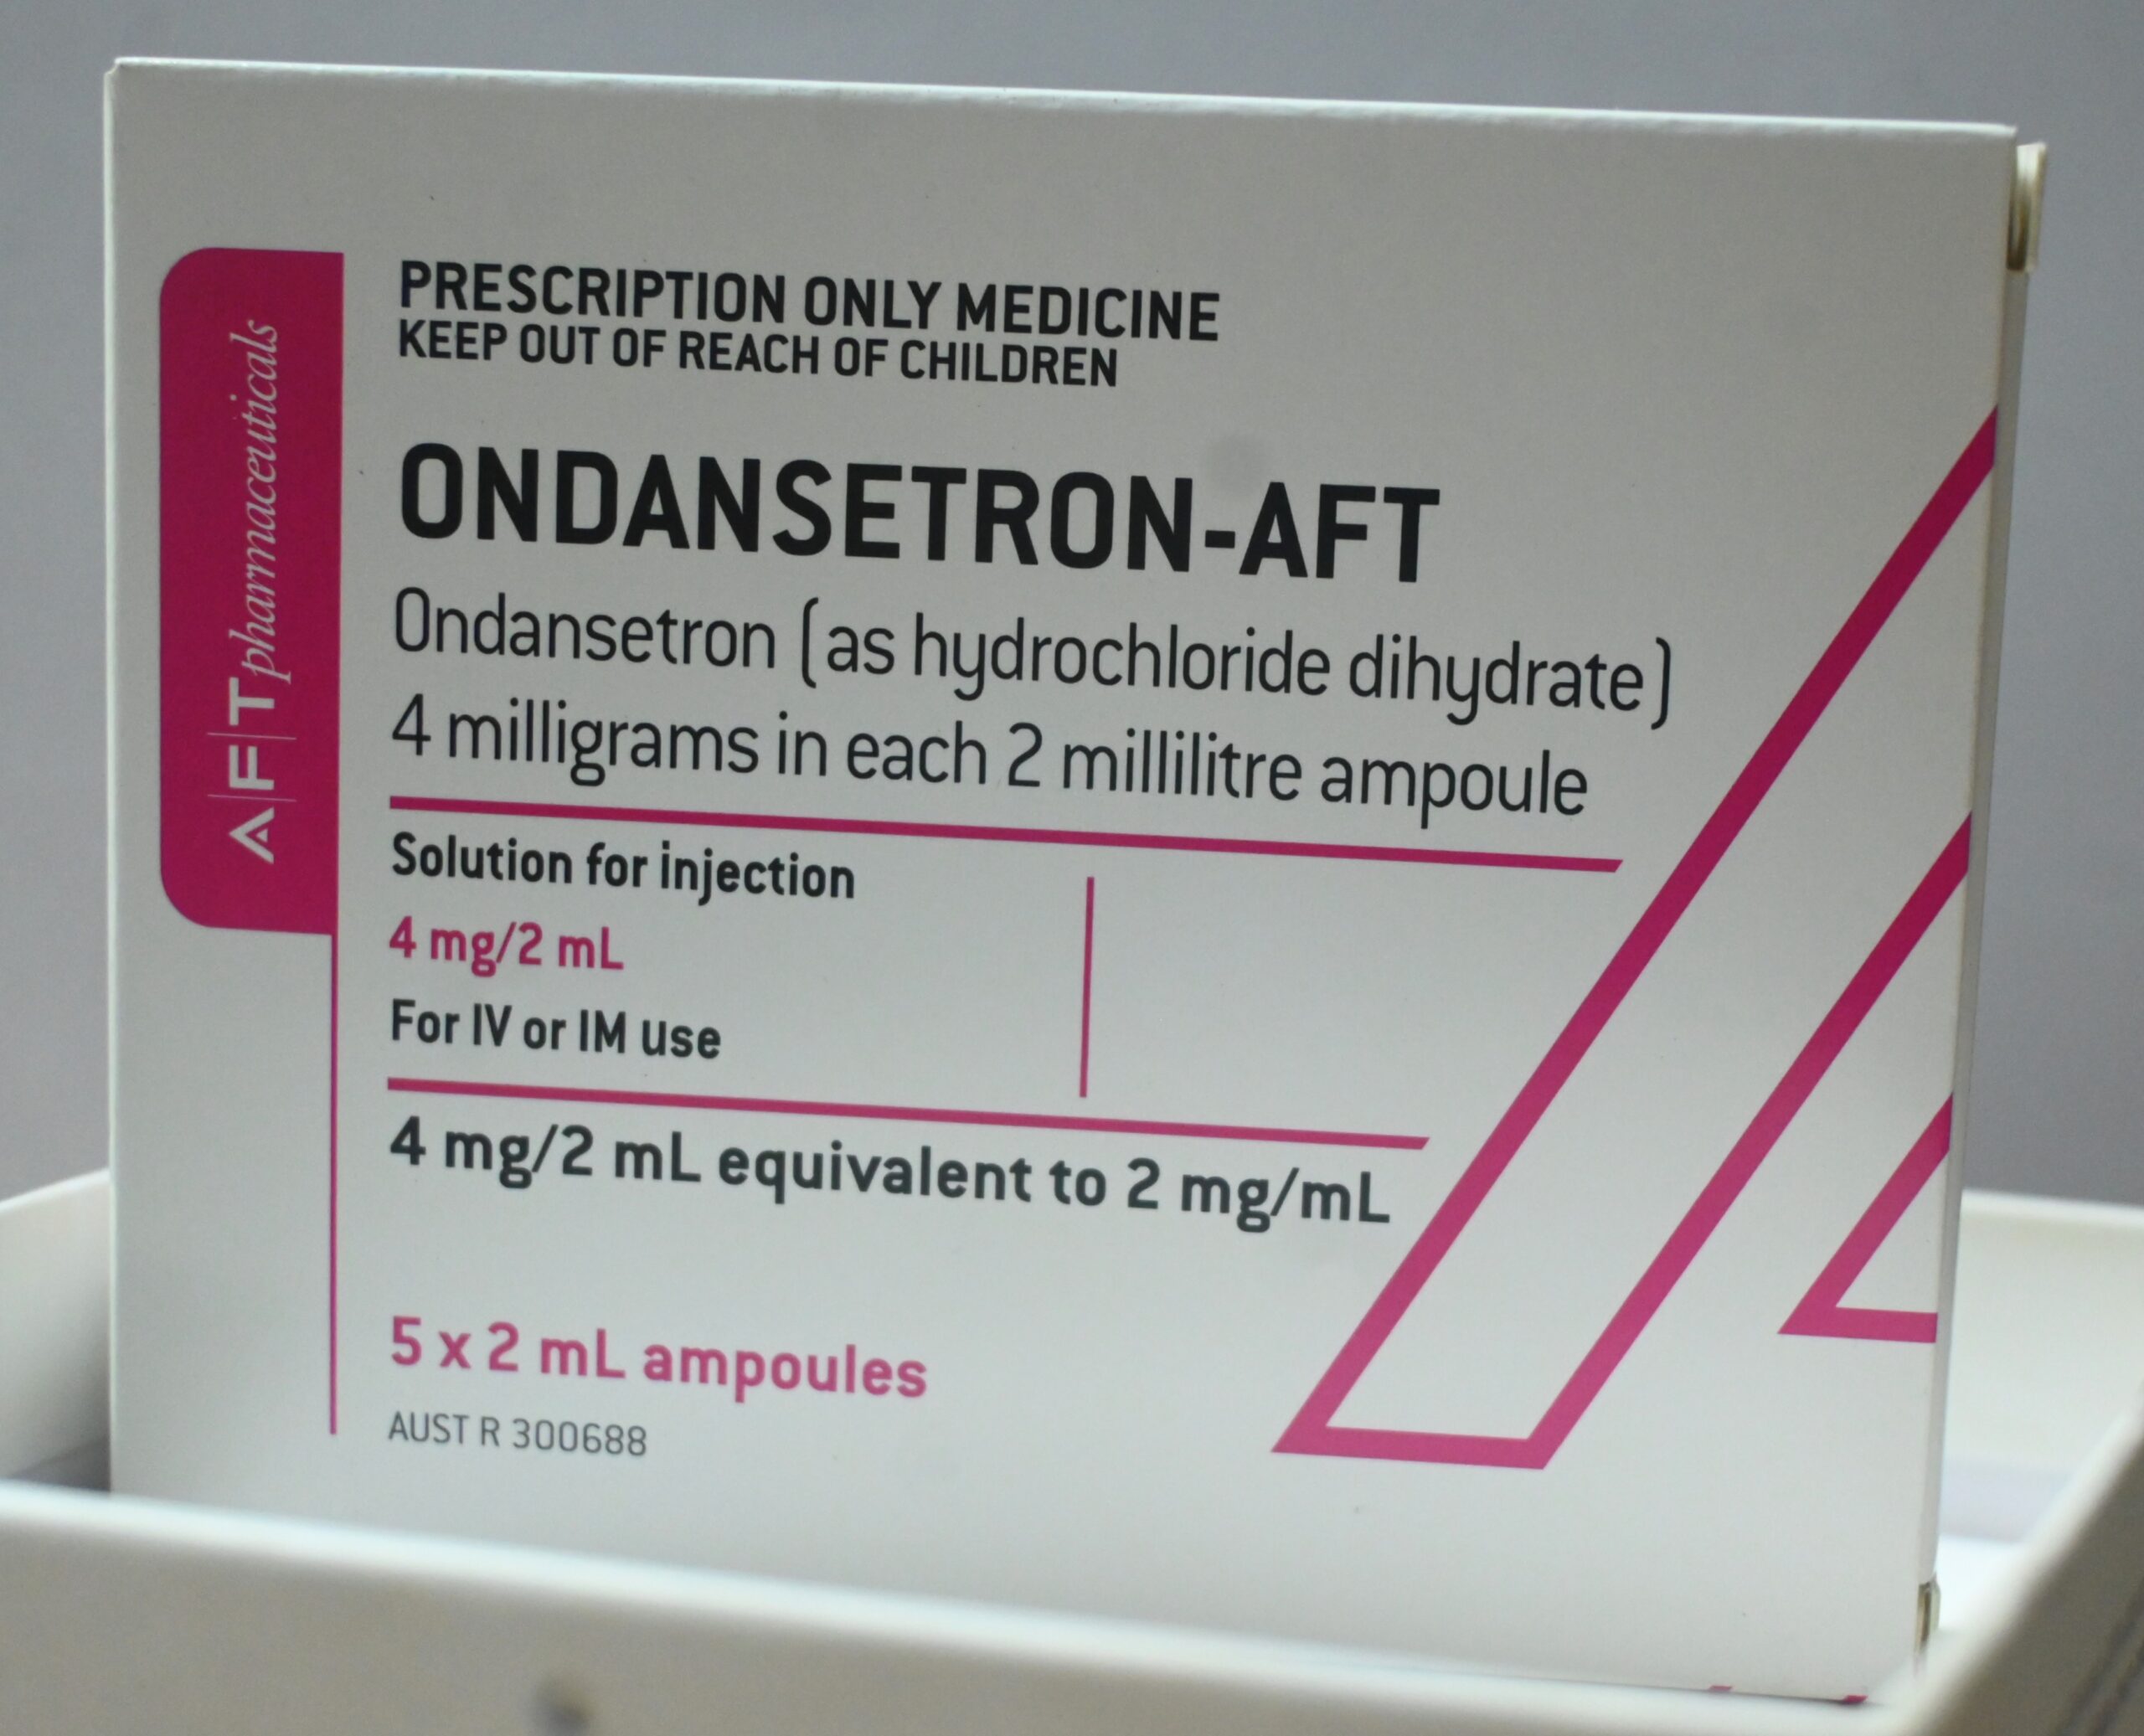 AFT pharmaceuticals
PRESCRIPTION ONLY MEDICINE
KEEP OUT OF REACH OF CHILDREN
ONDANSETRON-AFT
Ondansetron (as hydrochloride dihydrate)
4 milligrams in each 2 millilitre ampoule
Solution for injection
4 mg/2 mL
For IV or IM use
4 mg/2 mL equivalent to 2 mg/mL
5 x 2 mL ampoules
AUST R 300688